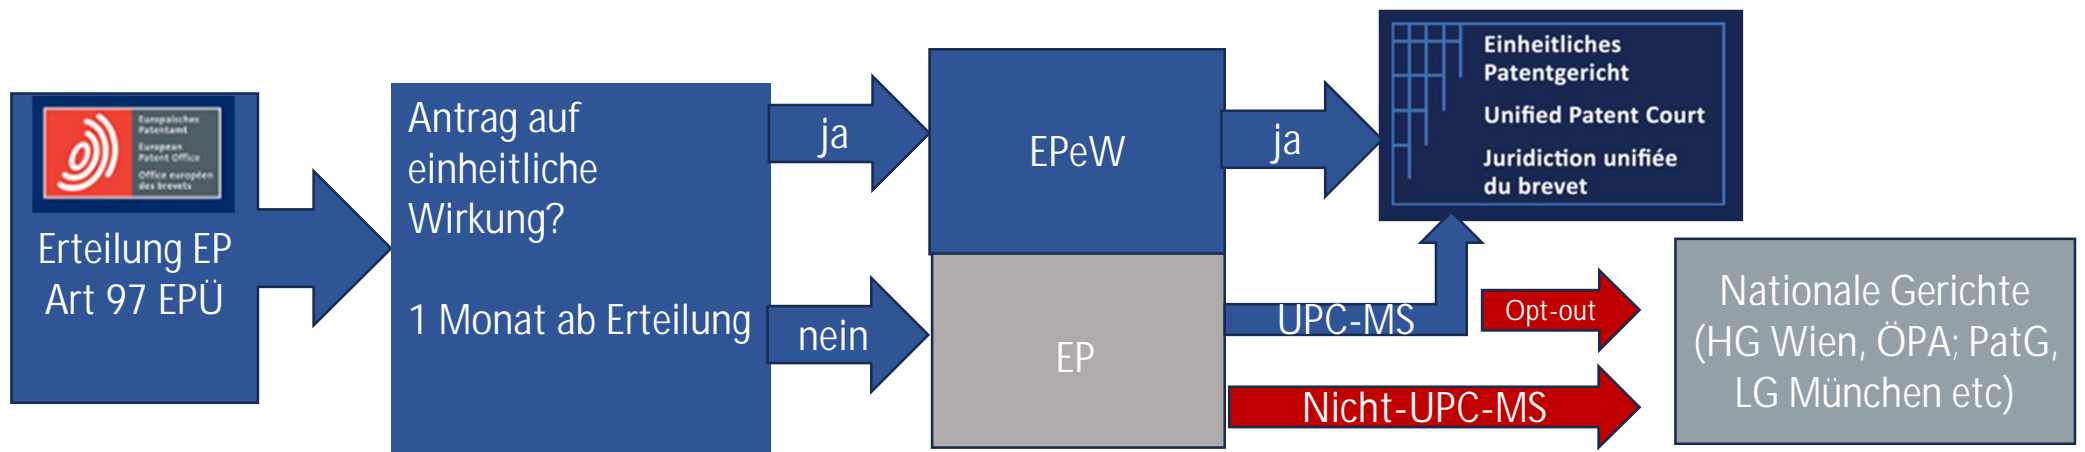 Europäisches
Patentamt
European
Patent Office
Office européen
des brevets
Erteilung EP
Art 97 EPÜ
Antrag auf
einheitliche
Wirkung?
1 Monat ab Erteilung
ja
nein
EPeW
EP
ja
UPC-MS
Opt-out
Nicht-UPC-MS
Einheitliches
Patentgericht
Unified Patent Court
Juridiction unifiée
du brevet
Nationale Gerichte
(HG Wien, ÖPA; PatG,
LG München etc)